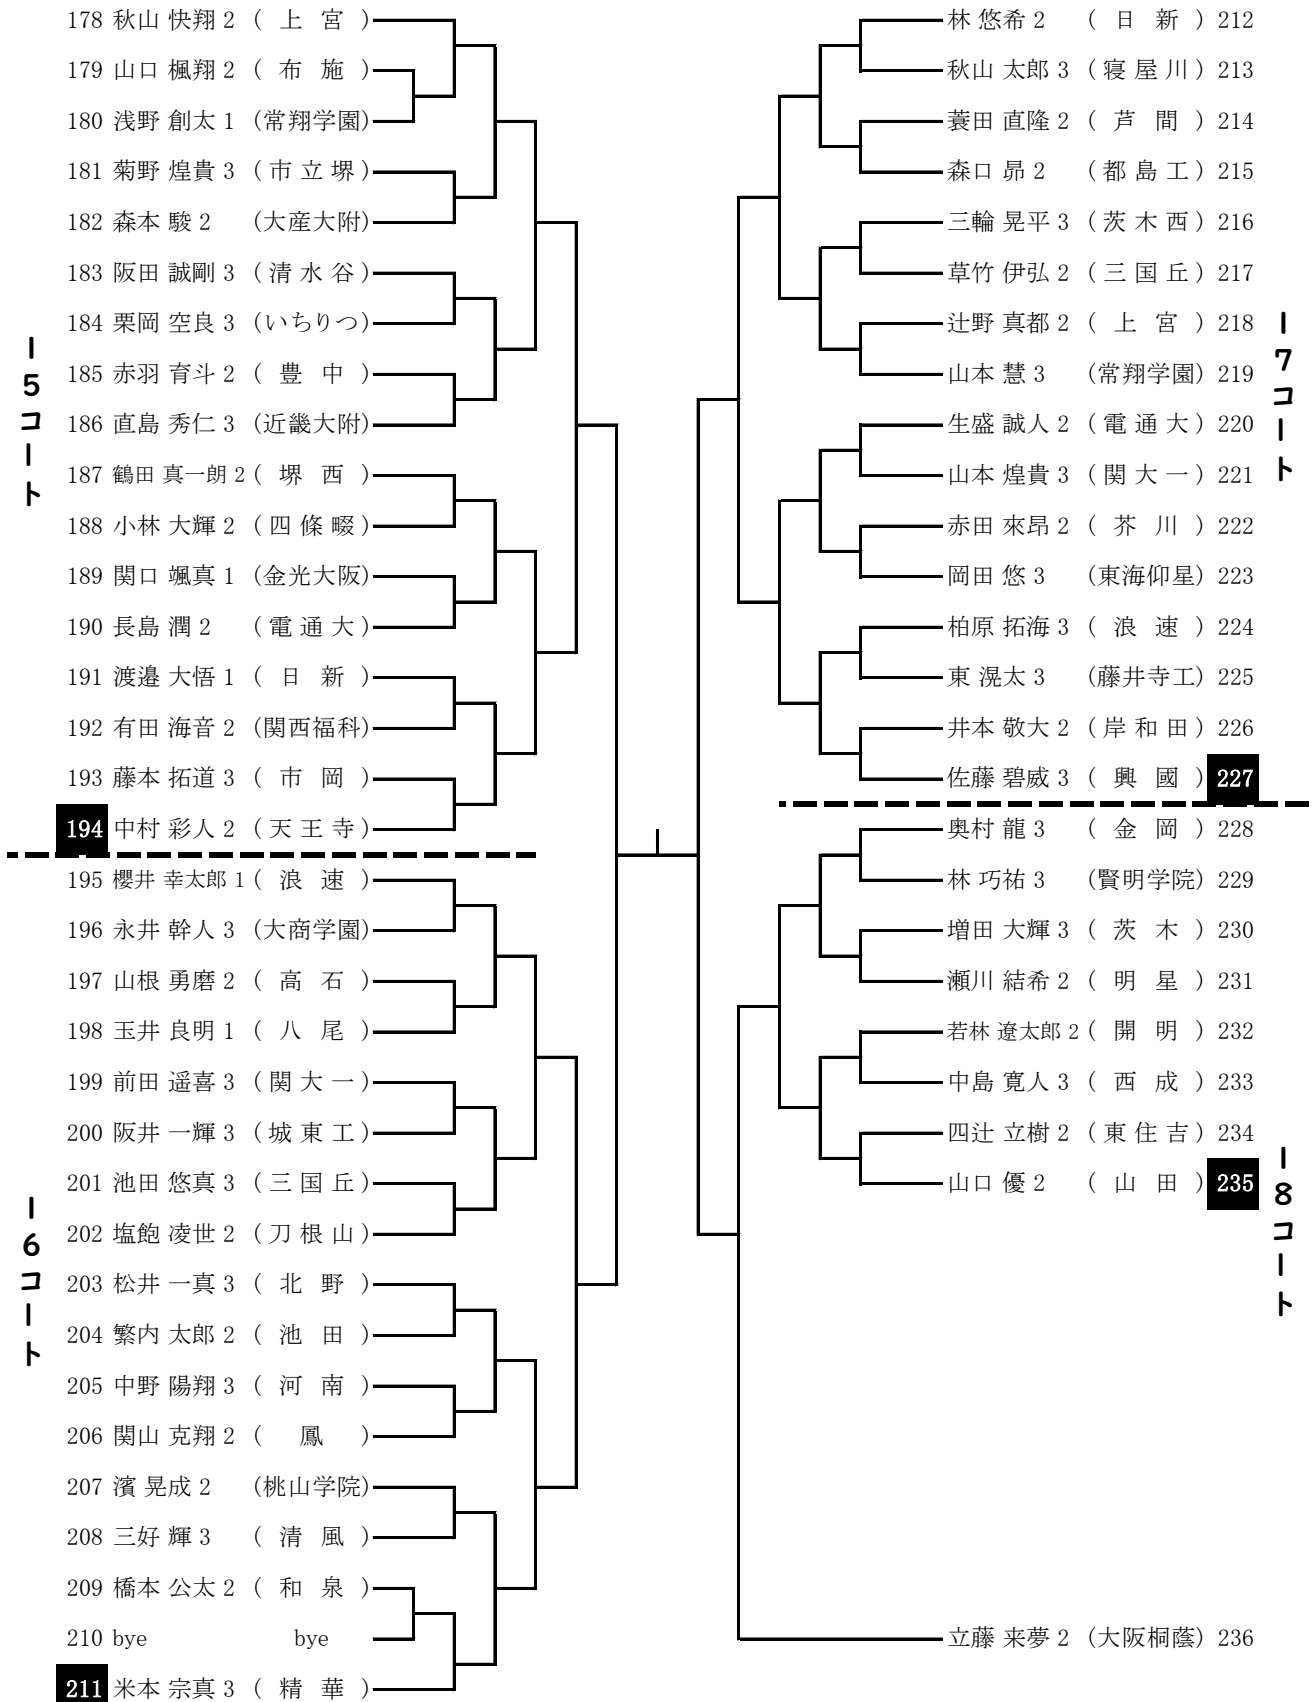 178 秋山 快翔 2 ( 上 宮 )
179 山口 楓翔 2 ( 布 施 )
180 浅野 創太 1 (常翔学園)
181 菊野 煌貴 3 ( 市 立 堺 )
182 森本 駿 2 (大産大附)
183 阪田 誠剛 3 ( 清 水 谷 )
184 栗岡 空良 3 (いちりつ)
185 赤羽 育斗 2 ( 豊 中 )
186 直島 秀仁 3 (近畿大附)
187 鶴田 真一朗 2 ( 堺 西 )
188 小林 大輝 2 ( 四 條 畷 )
189 関口 颯真 1 (金光大阪)
190 長島 潤 2 ( 電 通 大 )
191 渡邉 大悟 1 ( 日 新 )
192 有田 海音 2 (関西福科)
193 藤本 拓道 3 ( 市 岡 )
194 中村 彩人 2 ( 天 王 寺 )
ー5コート
195 櫻井 幸太郎 1 ( 浪 速 )
196 永井 幹人 3 (大商学園)
197 山根 勇磨 2 ( 高 石 )
198 玉井 良明 1 ( 八 尾 )
199 前田 遥喜 3 ( 関 大 一 )
200 阪井 一輝 3 ( 城 東 工 )
201 池田 悠真 3 ( 三 国 丘 )
202 塩飽 凌世 2 ( 刀 根 山 )
203 松井 一真 3 ( 北 野 )
204 繁内 太郎 2 ( 池 田 )
205 中野 陽翔 3 ( 河 南 )
206 関山 克翔 2 ( 鳳 )
207 濱 晃成 2 (桃山学院)
208 三好 輝 3 ( 清 風 )
209 橋本 公太 2 ( 和 泉 )
210 bye bye
211 米本 宗真 3 ( 精 華 )
ー6コート
林 悠希 2 ( 日 新 ) 212
秋山 太郎 3 ( 寝 屋 川 ) 213
蓑田 直隆 2 ( 芦 間 ) 214
森口 昴 2 ( 都 島 工 ) 215
三輪 晃平 3 ( 茨 木 西 ) 216
草竹 伊弘 2 ( 三 国 丘 ) 217
辻野 真都 2 ( 上 宮 ) 218
山本 慧 3 (常翔学園) 219
生盛 誠人 2 ( 電 通 大 ) 220
山本 煌貴 3 ( 関 大 一 ) 221
赤田 來昂 2 ( 芥 川 ) 222
岡田 悠 3 (東海仰星) 223
柏原 拓海 3 ( 浪 速 ) 224
東 滉太 3 (藤井寺工) 225
井本 敬大 2 ( 岸 和 田 ) 226
佐藤 碧威 3 ( 興 國 ) 227
ー7コート
奥村 龍 3 ( 金 岡 ) 228
林 巧祐 3 (賢明学院) 229
増田 大輝 3 ( 茨 木 ) 230
瀬川 結希 2 ( 明 星 ) 231
若林 遼太郎 2 ( 開 明 ) 232
中島 寛人 3 ( 西 成 ) 233
四辻 立樹 2 ( 東 住 吉 ) 234
山口 優 2 ( 山 田 ) 235
立藤 来夢 2 (大阪桐蔭) 236
ー8コート